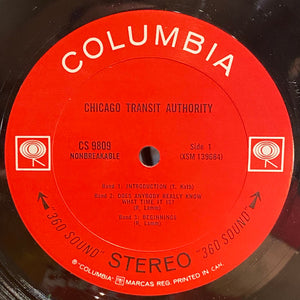 COLUMBIA
CHICAGO TRANSIT AUTHORITY
CS 9809
NONBREAKABLE
Side 1
(XSM 139684)
Band 1: INTRODUCTION (T. Kath)
Band 2: DOES ANYBODY REALLY KNOW
WHAT TIME IT IS?
(R. Lamm)
Band 3: BEGINNINGS
(R. Lamm)
"360 SOUND" STEREO "360 SOUND"
® "COLUMBIA" MARCAS REG. PRINTED IN CAN.